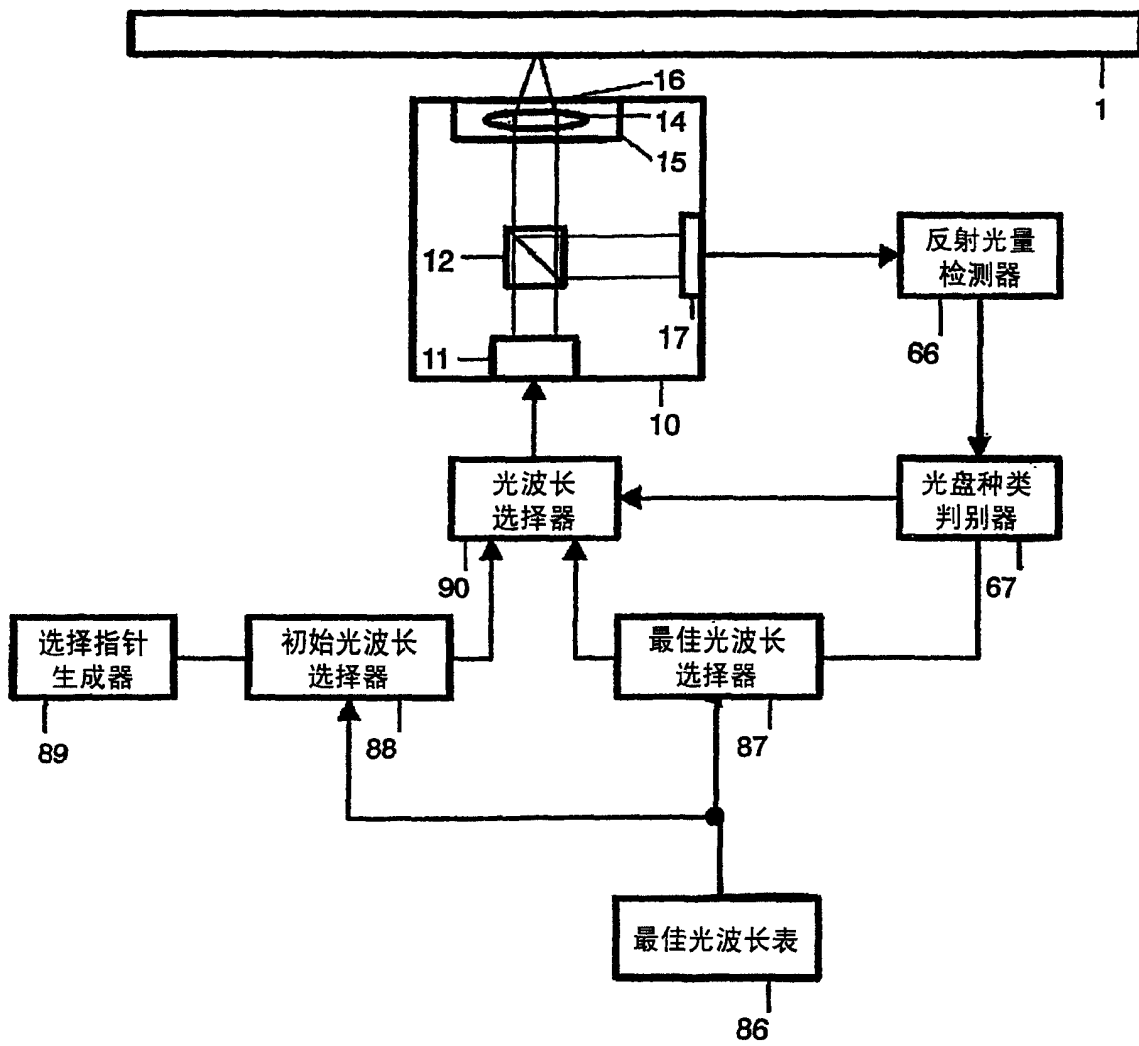 1
16
14
15
12
17
11
10
反射光量
检测器
66
光波长
选择器
90
光盘种类
判别器
67
选择指针
生成器
89
初始光波长
选择器
88
最佳光波长
选择器
87
最佳光波长表
86